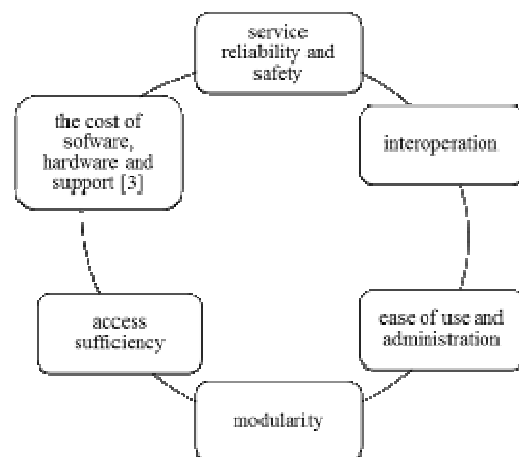 service
reliability and
safety
interoperation
ease of use and
administration
modularity
access
sufficiency
the cost of
sofware,
hardware and
support [3]